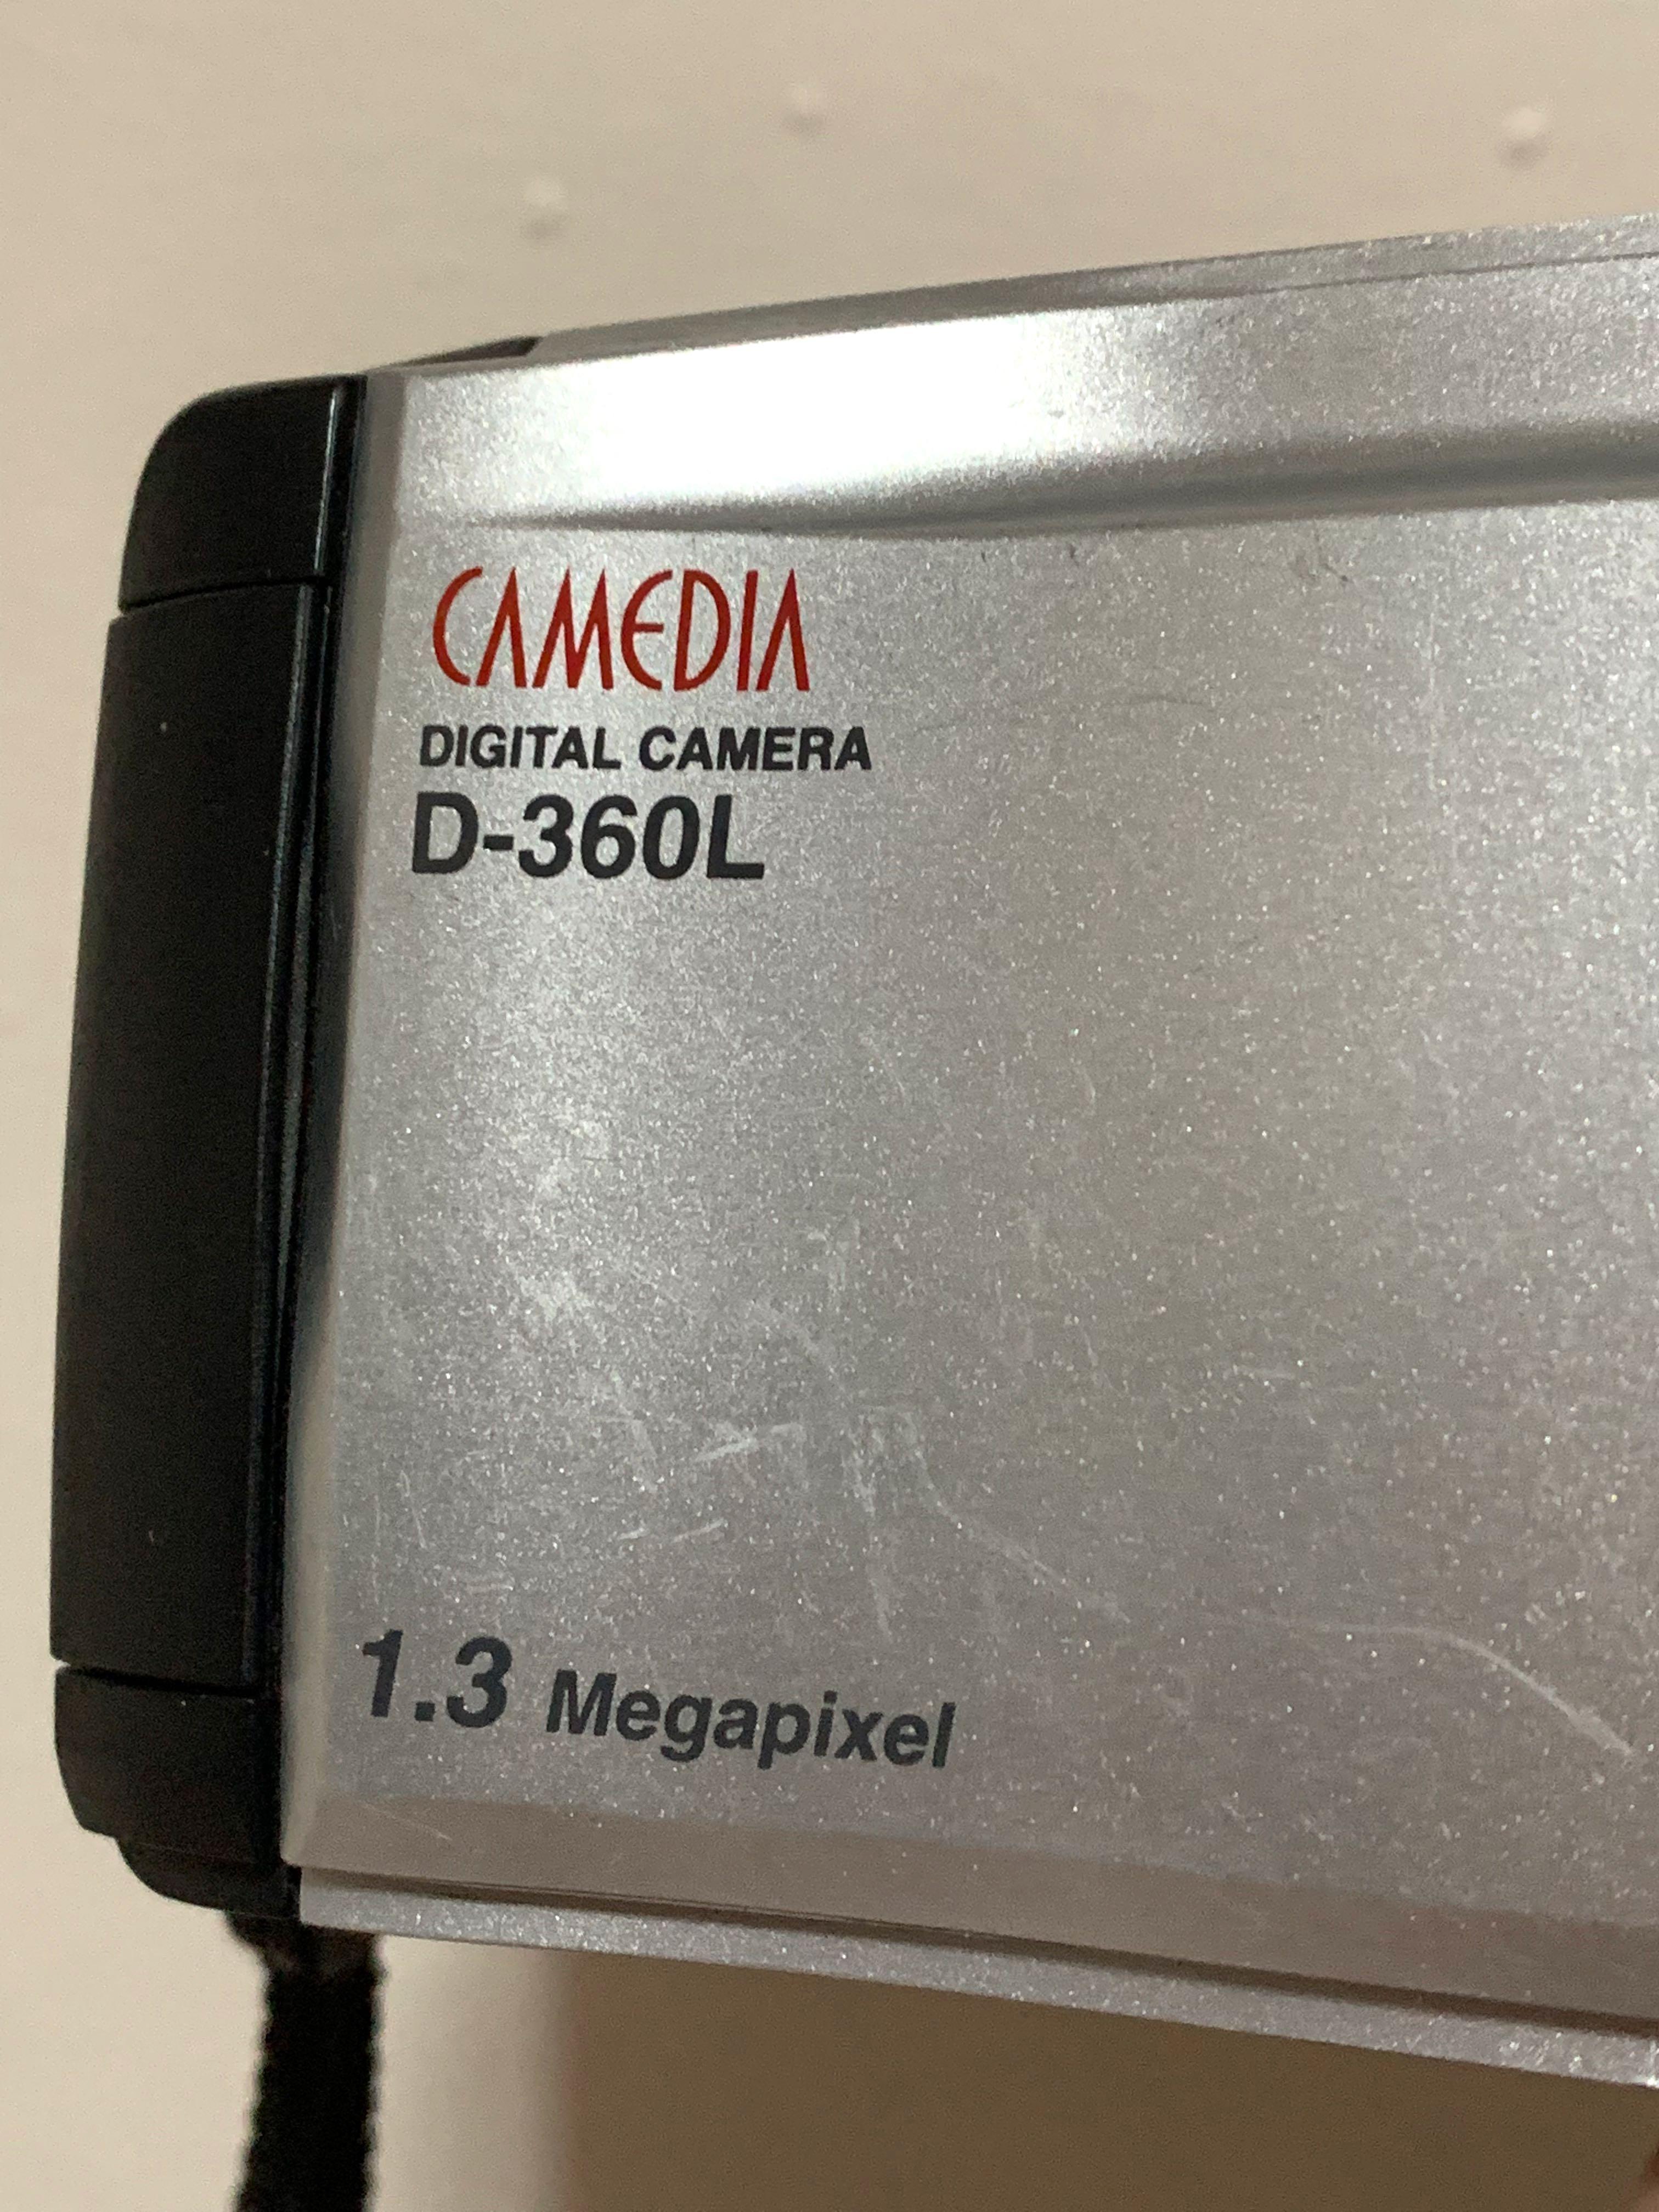 CAMEDIA
DIGITAL CAMERA
D-360L
1.3 Megapixel